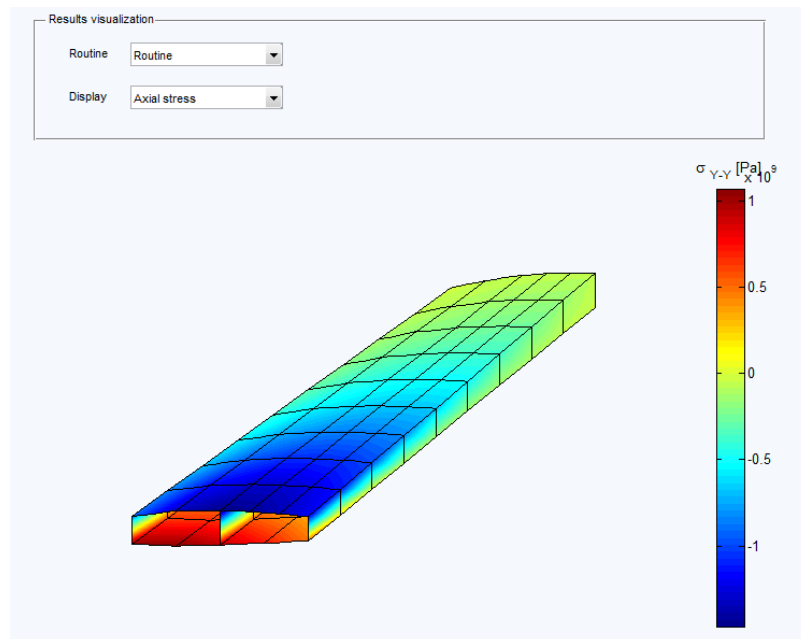 Results visualization
Routine Routine
Display Axial stress
σ Y-Y [Pa]
x 10⁹
1
0.5
0
-0.5
-1